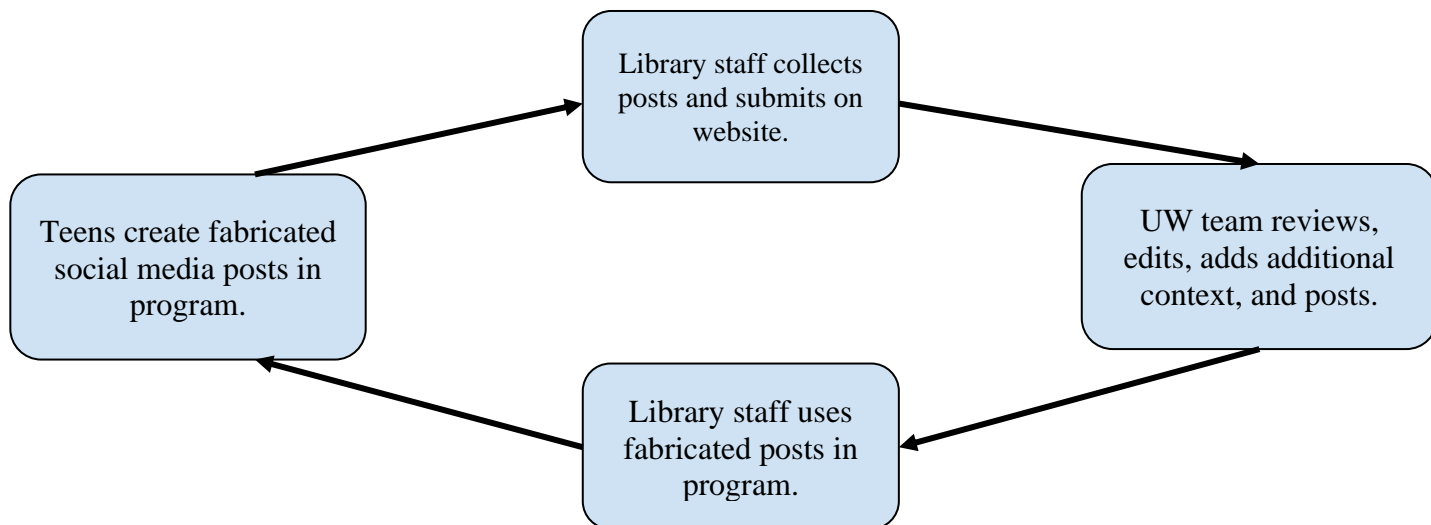 Library staff collects
posts and submits on
website.
Teens create fabricated
social media posts in
program.
UW team reviews,
edits, adds additional
context, and posts.
Library staff uses
fabricated posts in
program.